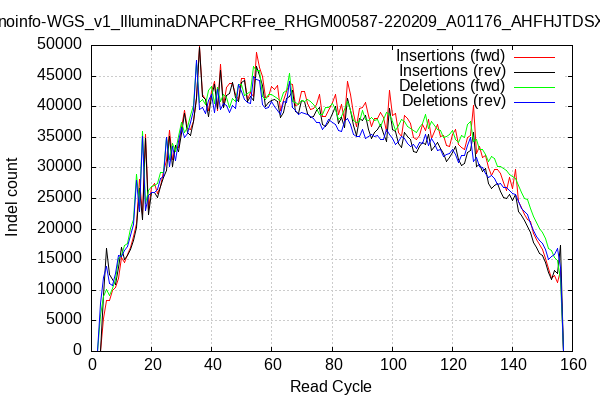 noinfo-WGS_v1_IlluminaDNAPCRFree_RHGM00587-220209_A01176_AHFHJTDSX
Insertions (fwd)
Insertions (rev)
Deletions (fwd)
Deletions (rev)
50000
45000
40000
35000
30000
25000
20000
15000
10000
5000
0
Indel count
0 20 40 60 80 100 120 140 160
Read Cycle